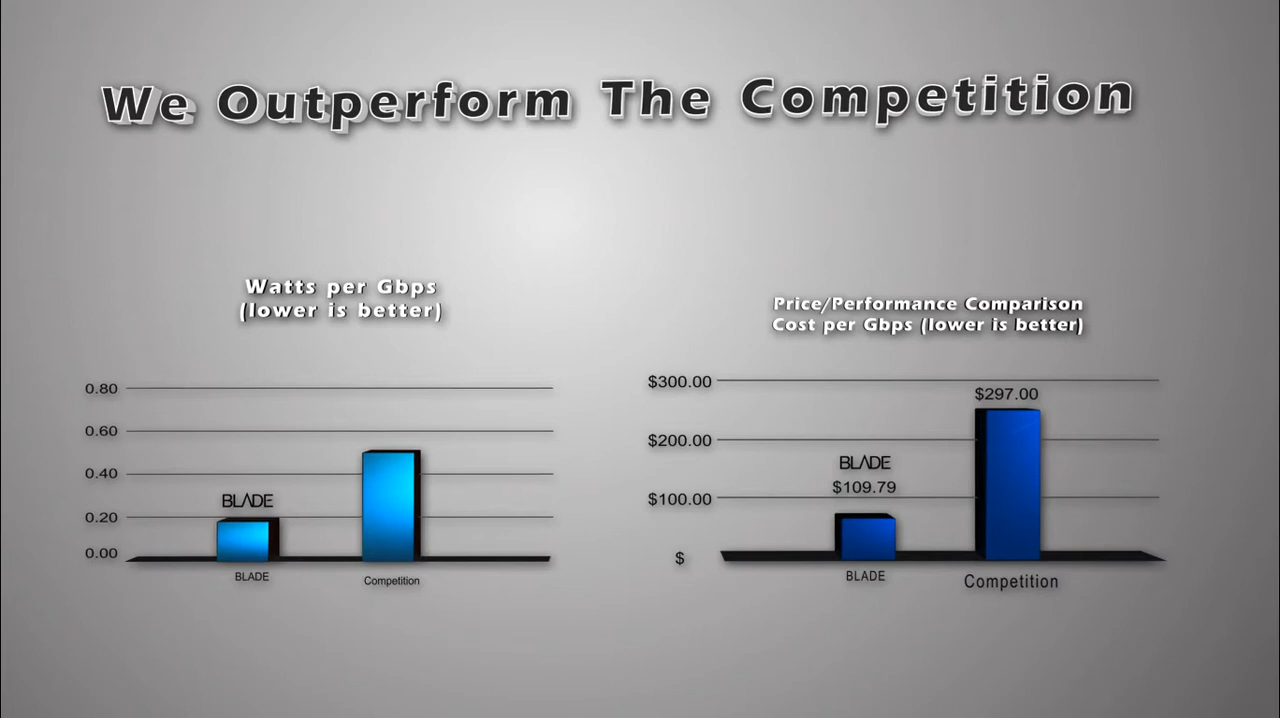 We Outperform The Competition
Watts per Gbps
(lower is better)
0.80
0.60
0.40
0.20
0.00
BLADE
BLADE
Competition
Price/Performance Comparison
Cost per Gbps (lower is better)
$300.00
$200.00
$100.00
$
$297.00
BLADE
$109.79
BLADE
Competition